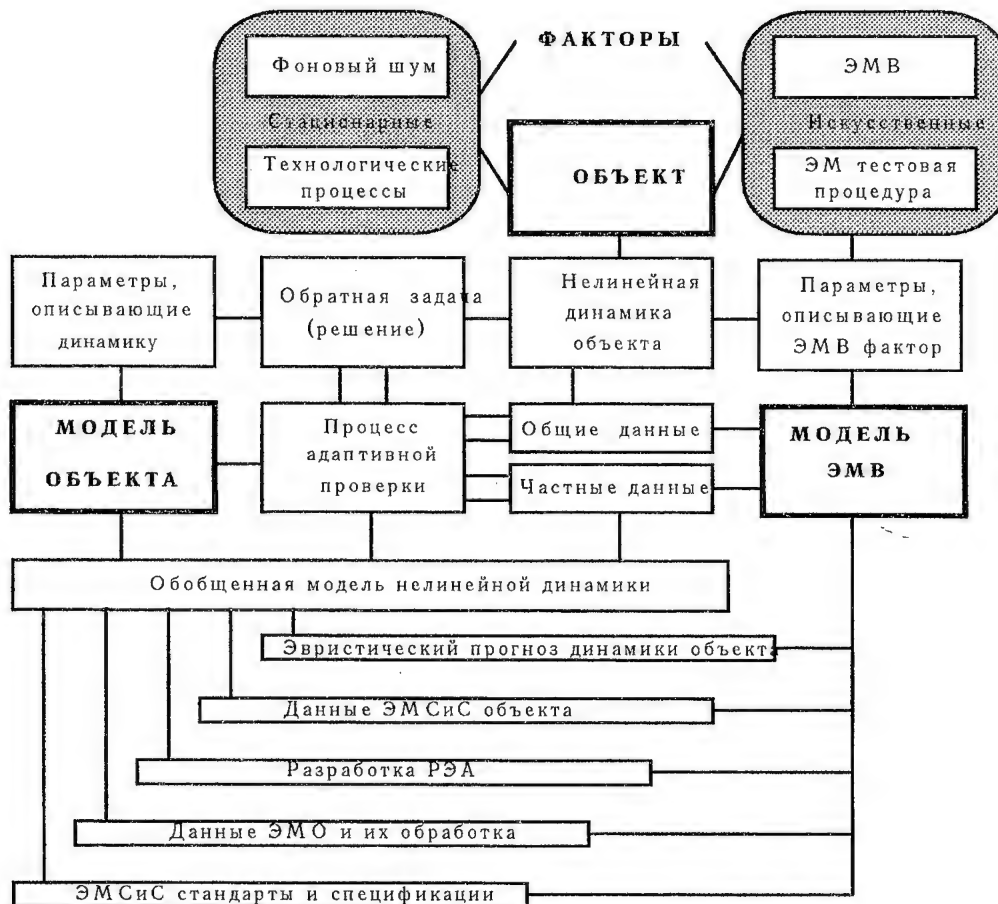 ФАКТОРЫ
Фоновый шум
Стационарные
Технологические
процессы
ЭМВ
Искусственные
ЭМ тестовая
процедура
ОБЪЕКТ
Параметры,
описывающие
динамику
Обратная задача
(решение)
Нелинейная
динамика
объекта
Параметры,
описывающие
ЭМВ фактор
МОДЕЛЬ
ОБЪЕКТА
Процесс
адаптивной
проверки
Общие данные
Частные данные
МОДЕЛЬ
ЭМВ
Обобщенная модель нелинейной динамики
Эвристический прогноз динамики объекта
Данные ЭМСиС объекта
Разработка РЭА
Данные ЭМО и их обработка
ЭМСиС стандарты и спецификации